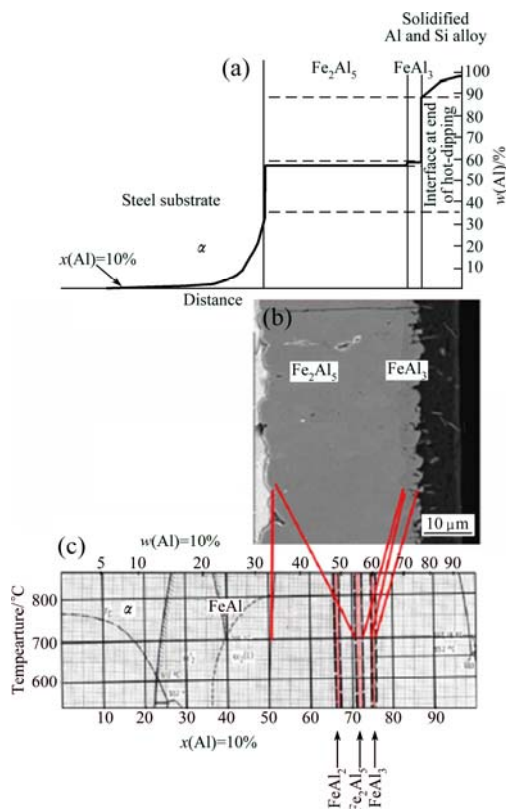 Solidified
Al and Si alloy
(a)
Fe2Al5
FeAl3
100
90
80
70
60
50
40
30
20
10
w(Al)/%
Interface at end
of hot-dipping
Steel substrate
α
x(Al)=10%
Distance
(b)
Fe2Al5
FeAl3
10 μm
(c)
w(Al)=10%
5 10 20 30 50 60 70 80 90
800
700
600
Tempcarture/°C
α
FeAl
0 10 20 30 40 50 60 70 80 90 100
x(Al)=10%
FeAl2
Fe2Al5
FeAl3